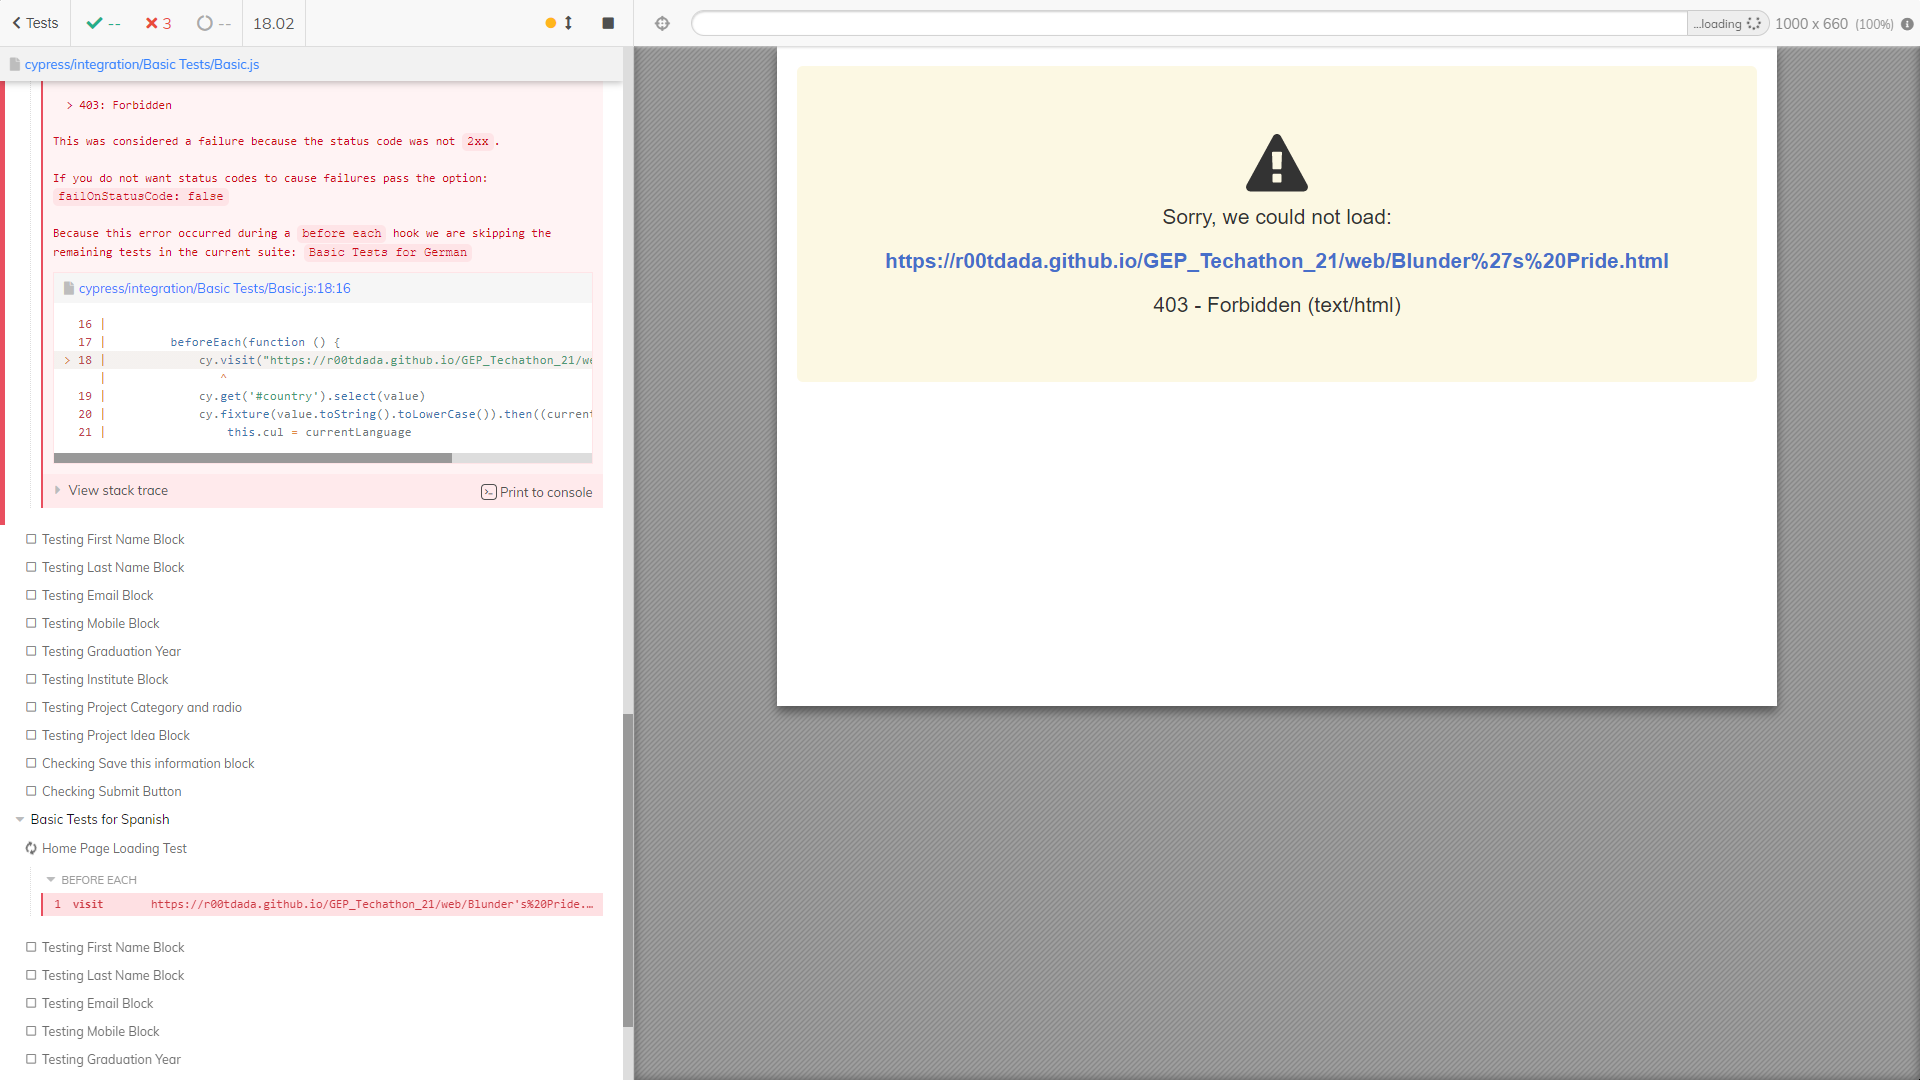 Tests
--
3
--
18.02
...loading
1000 x 660 (100%)
cypress/integration/Basic Tests/Basic.js
> 403: Forbidden
This was considered a failure because the status code was not 2xx.
If you do not want status codes to cause failures pass the option:
failOnStatusCode: false
Because this error occurred during a before each hook we are skipping the
remaining tests in the current suite: Basic Tests for German
cypress/integration/Basic Tests/Basic.js:18:16
16 |
17 | beforeEach(function () {
> 18 | cy.visit("https://r00tdada.github.io/GEP_Techathon_21/we
| ^
19 | cy.get('#country').select(value)
20 | cy.fixture(value.toString().toLowerCase()).then((current
21 | this.cul = currentLanguage
View stack trace
Print to console
Testing First Name Block
Testing Last Name Block
Testing Email Block
Testing Mobile Block
Testing Graduation Year
Testing Institute Block
Testing Project Category and radio
Testing Project Idea Block
Checking Save this information block
Checking Submit Button
Basic Tests for Spanish
Home Page Loading Test
BEFORE EACH
1 visit https://r00tdada.github.io/GEP_Techathon_21/web/Blunder's%20Pride.…
Testing First Name Block
Testing Last Name Block
Testing Email Block
Testing Mobile Block
Testing Graduation Year
Sorry, we could not load:
https://r00tdada.github.io/GEP_Techathon_21/web/Blunder%27s%20Pride.html
403 - Forbidden (text/html)